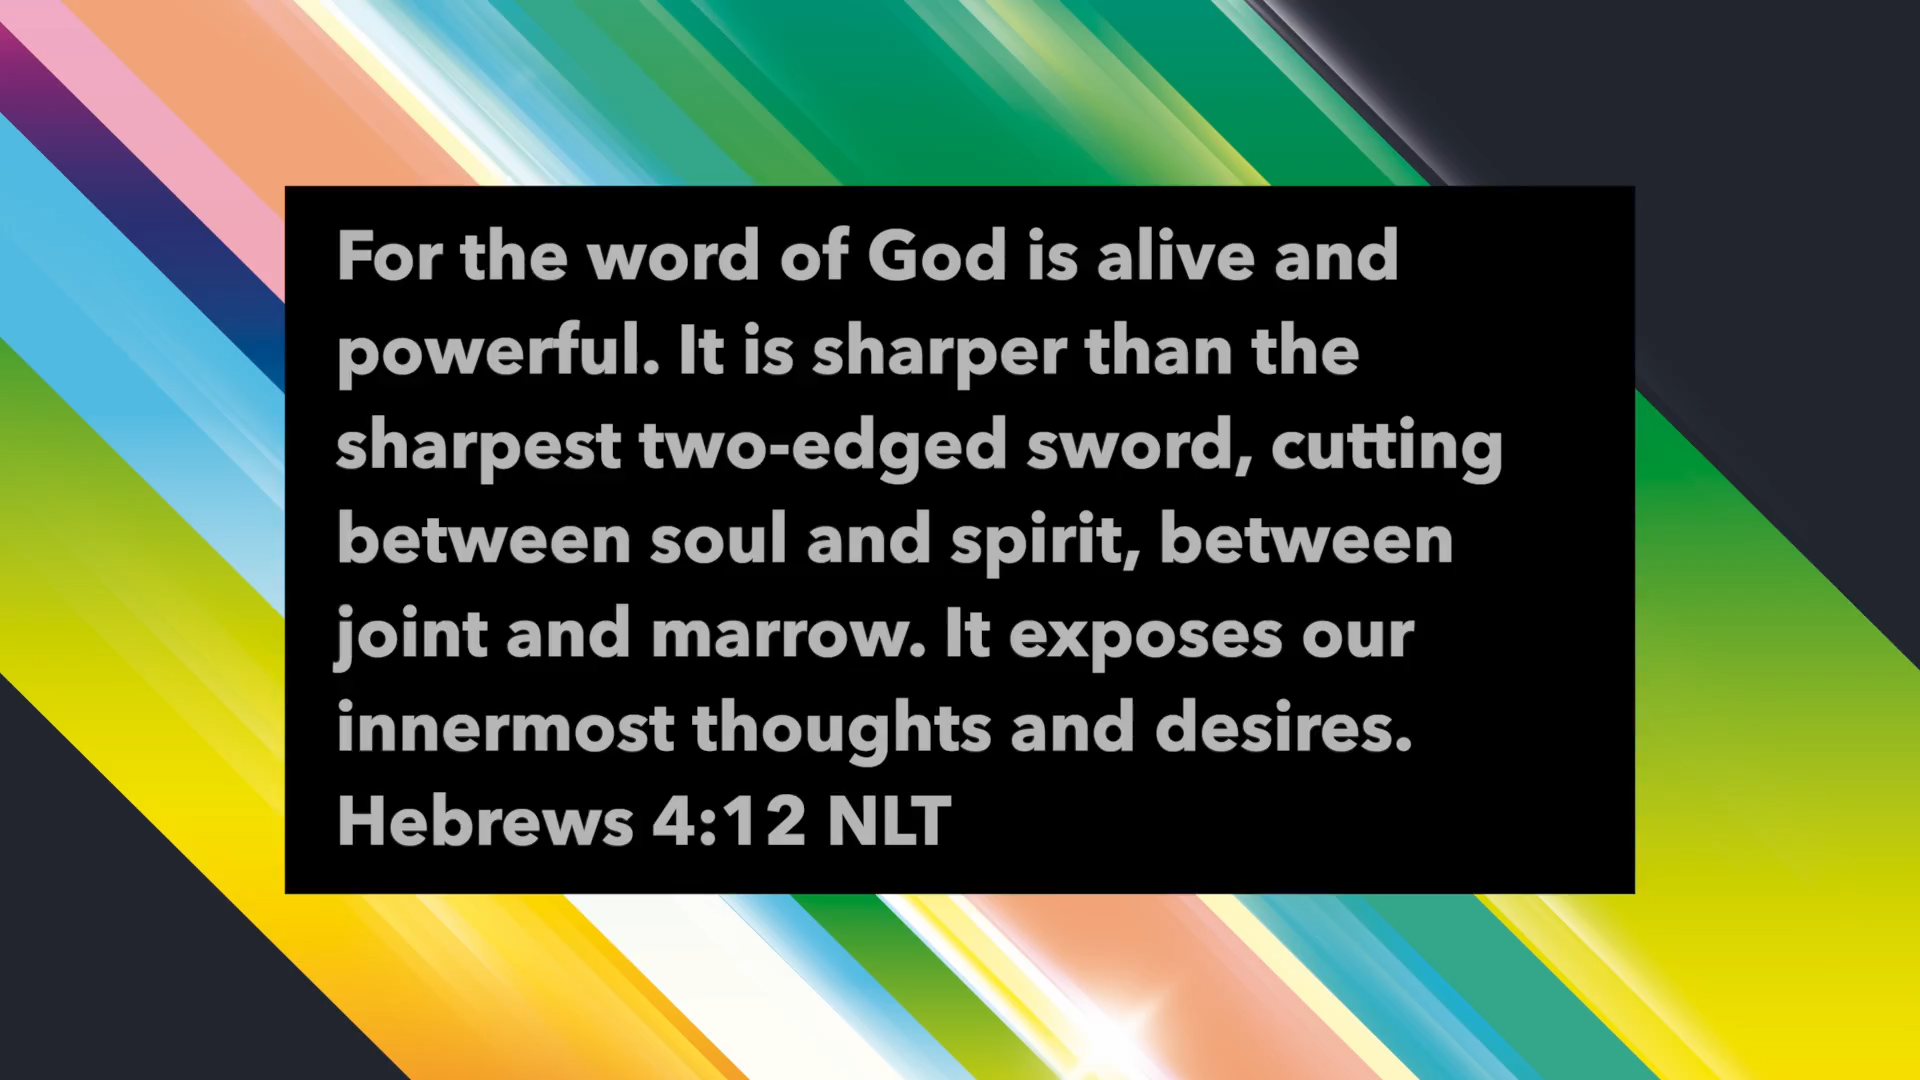 For the word of God is alive and
powerful. It is sharper than the
sharpest two-edged sword, cutting
between soul and spirit, between
joint and marrow. It exposes our
innermost thoughts and desires.
Hebrews 4:12 NLT